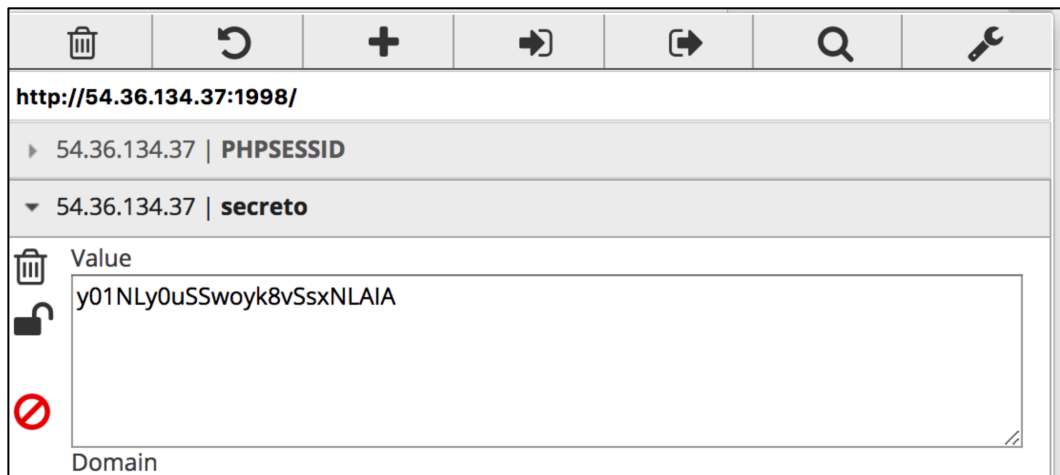 http://54.36.134.37:1998/
54.36.134.37 | PHPSESSID
54.36.134.37 | secreto
Value
y01NLy0uSSwoyk8vSsxNLAIA
Domain